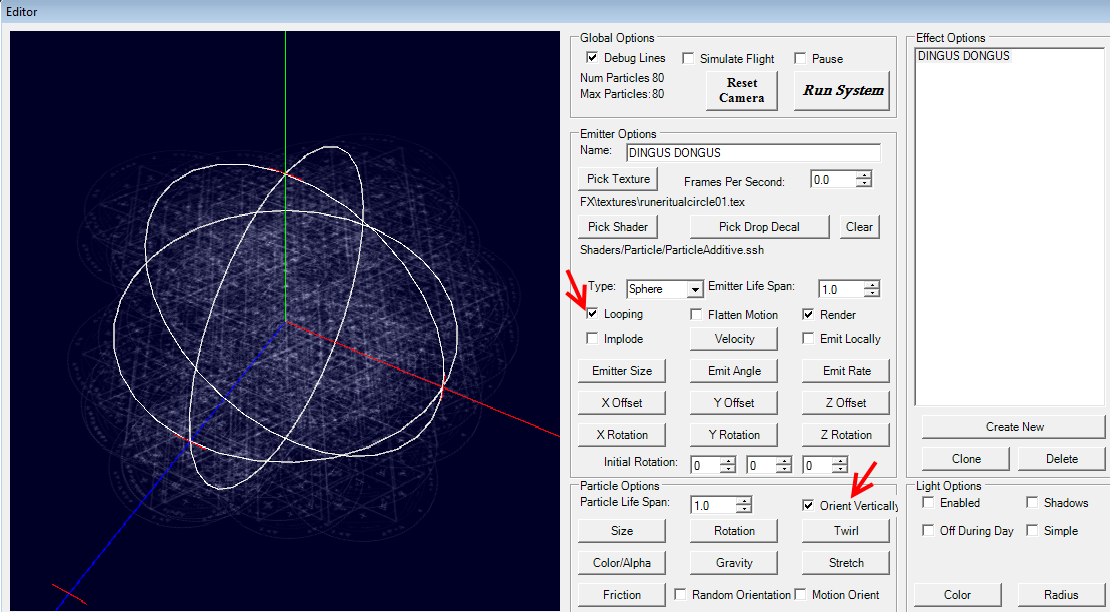 Editor
Global Options
Debug Lines
Simulate Flight
Pause
Num Particles 80
Max Particles: 80
Reset
Camera
Run System
Emitter Options
Name:
DINGUS DONGUS
Pick Texture
Frames Per Second:
0.0
FX\textures\runeritualcircle01.tex
Pick Shader
Pick Drop Decal
Clear
Shaders/Particle/ParticleAdditive.ssh
Type:
Sphere
Emitter Life Span:
1.0
Looping
Flatten Motion
Render
Implode
Velocity
Emit Locally
Emitter Size
Emit Angle
Emit Rate
X Offset
Y Offset
Z Offset
X Rotation
Y Rotation
Z Rotation
Initial Rotation:
0
0
0
Particle Options
Particle Life Span:
1.0
Orient Vertically
Size
Rotation
Twirl
Color/Alpha
Gravity
Stretch
Friction
Random Orientation
Motion Orient
Effect Options
DINGUS DONGUS
Create New
Clone
Delete
Light Options
Enabled
Shadows
Off During Day
Simple
Color
Radius